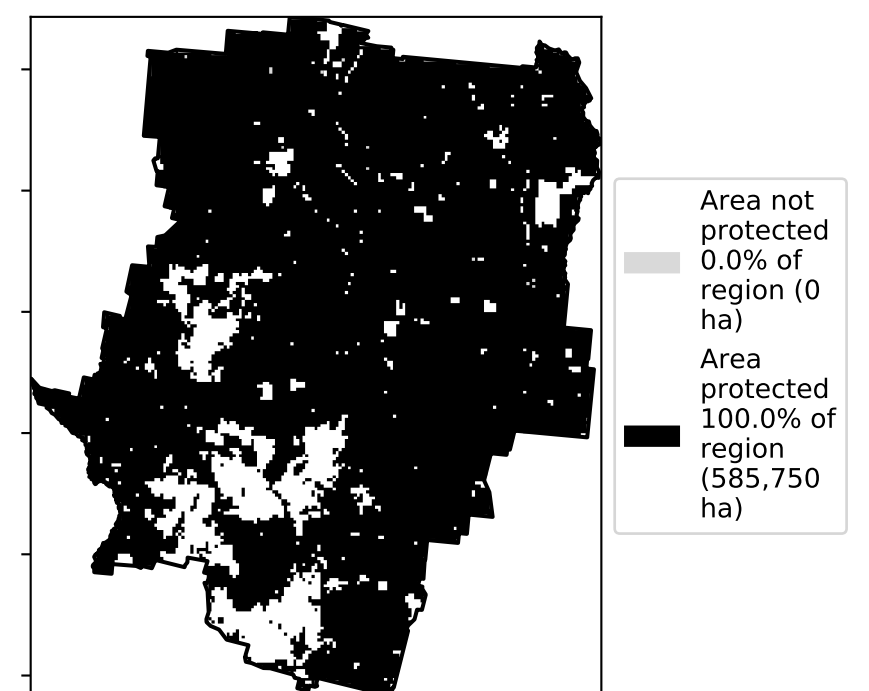 Area not
protected
0.0% of
region (0
ha)
Area
protected
100.0% of
region
(585,750
ha)